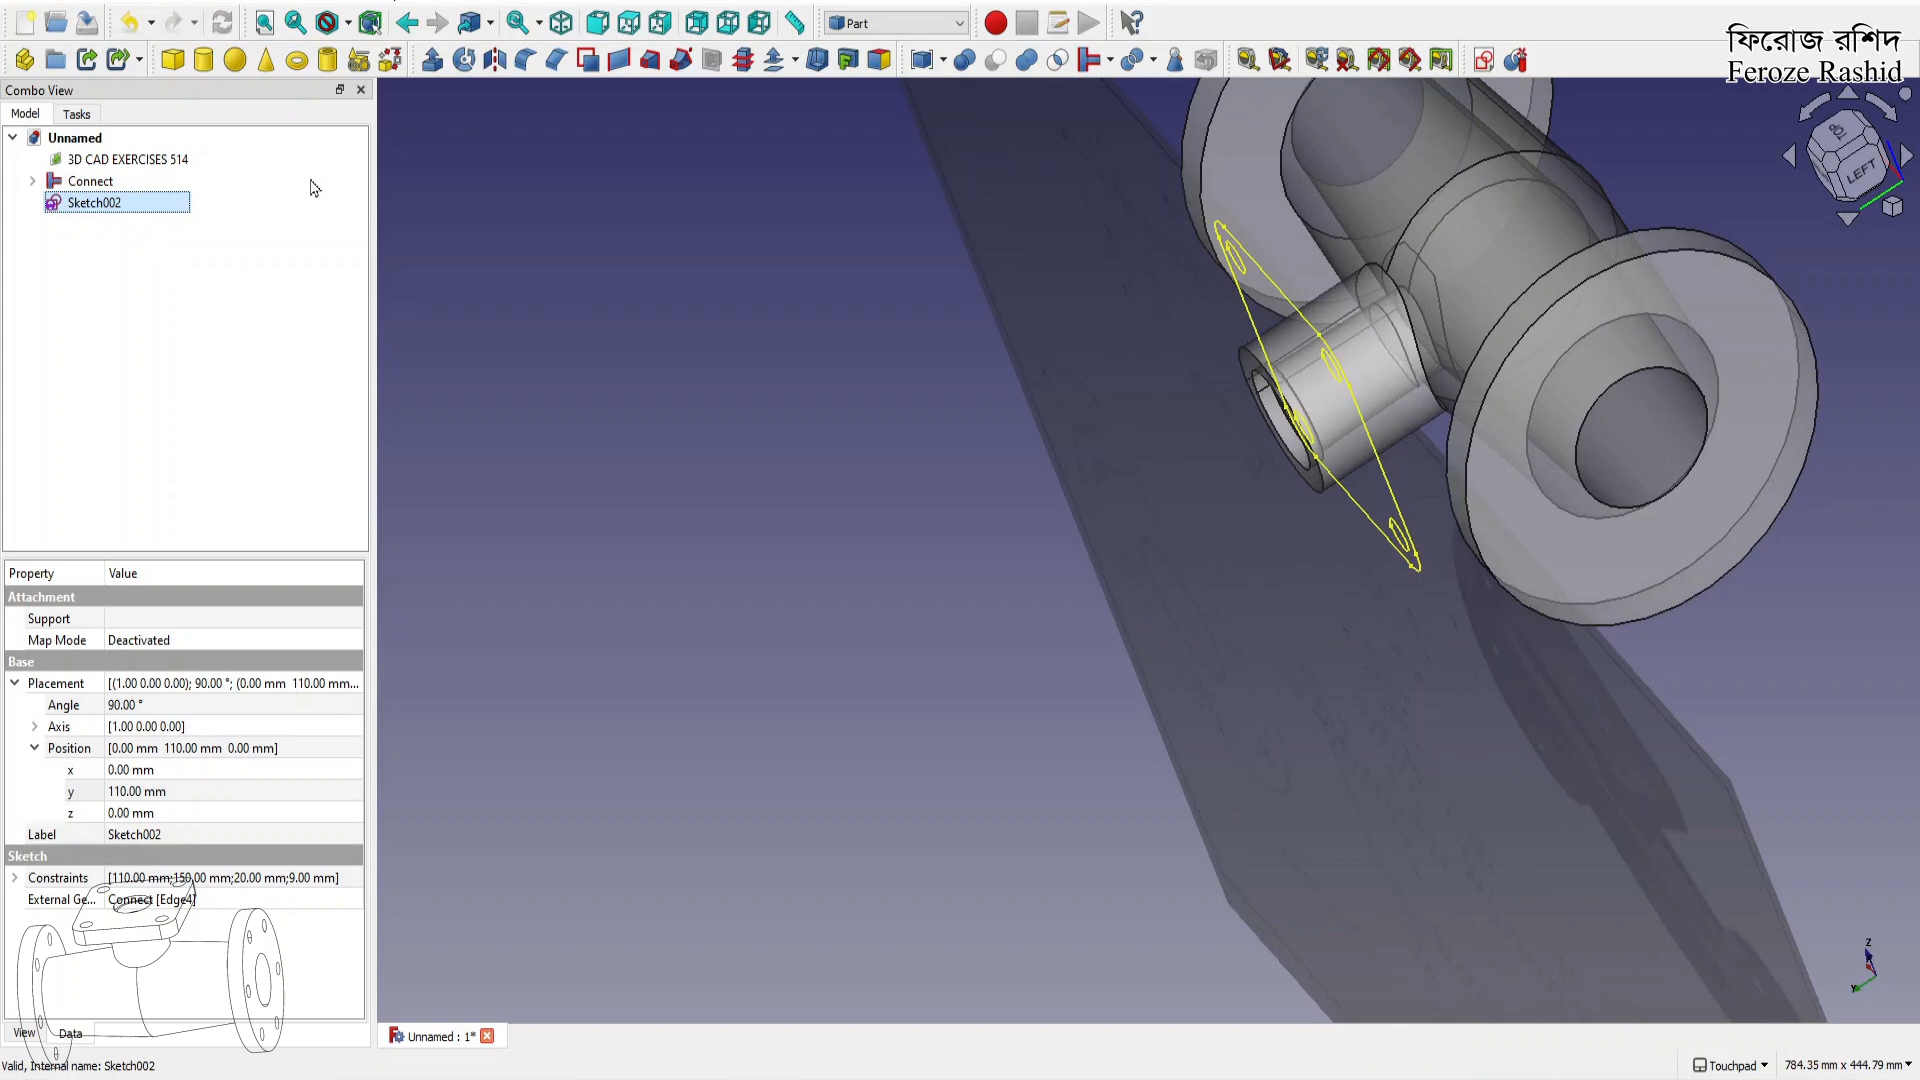 Part
ফিরোজ রশিদ
Feroze Rashid
Combo View
Model
Tasks
Unnamed
3D CAD EXERCISES 514
Connect
Sketch002
TOP
LEFT
Property
Value
Attachment
Support
Map Mode
Deactivated
Base
Placement
[(1.00 0.00 0.00); 90.00 °; (0.00 mm  110.00 mm...
Angle
90.00 °
Axis
[1.00 0.00 0.00]
Position
[0.00 mm  110.00 mm  0.00 mm]
x
0.00 mm
y
110.00 mm
z
0.00 mm
Label
Sketch002
Sketch
Constraints
[110.00 mm;150.00 mm;20.00 mm;9.00 mm]
External Ge...
Connect [Edge4]
Z
Y
View
Data
Unnamed : 1*
Valid, Internal name: Sketch002
Touchpad
784.35 mm x 444.79 mm